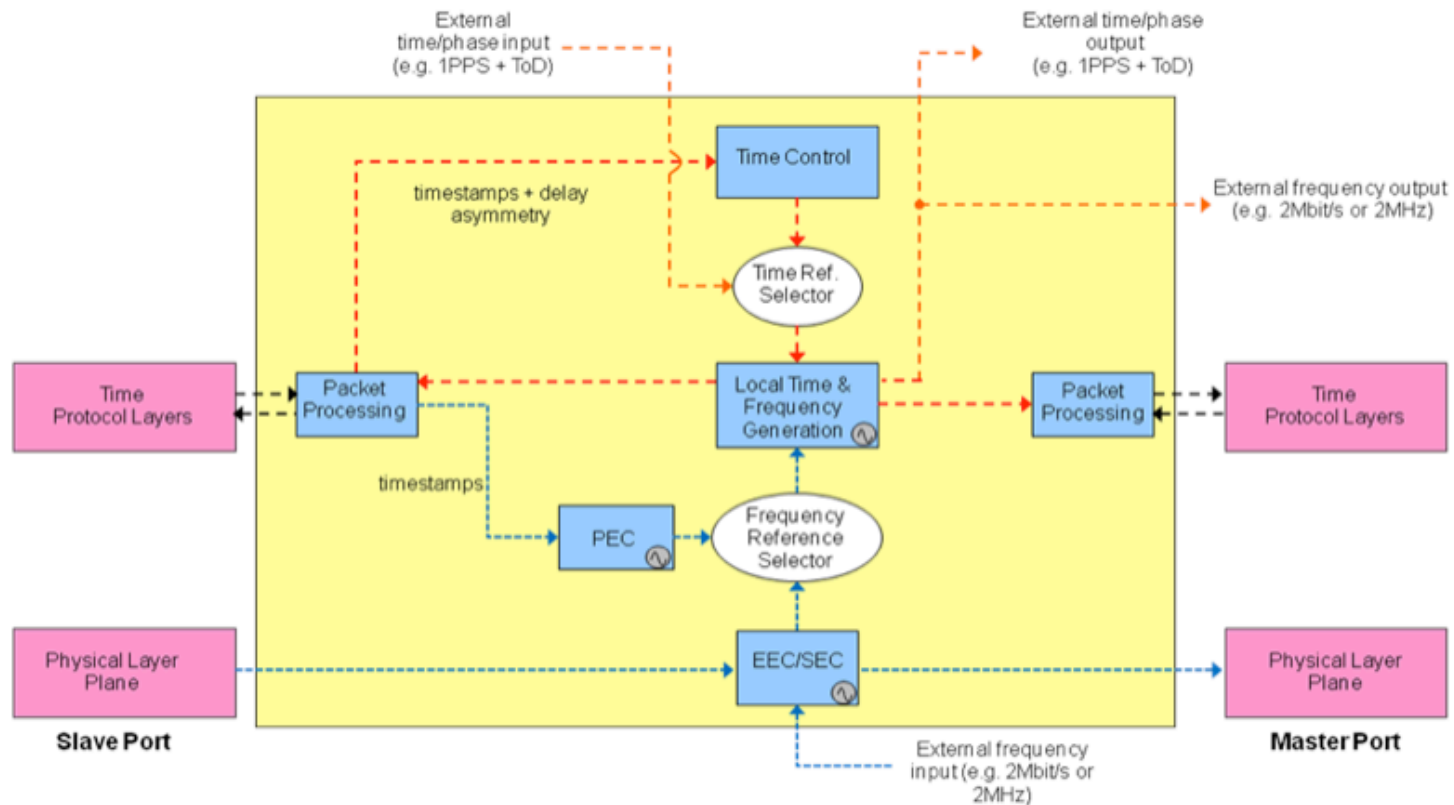 External
time/phase input
(e.g. 1PPS + ToD)
External time/phase
output
(e.g. 1PPS + ToD)
Time Control
timestamps + delay
asymmetry
External frequency output
(e.g. 2Mbit/s or 2MHz)
Time Ref.
Selector
Time
Protocol Layers
Packet
Processing
Local Time &
Frequency
Generation
Packet
Processing
Time
Protocol Layers
timestamps
PEC
Frequency
Reference
Selector
Physical Layer
Plane
EEC/SEC
Physical Layer
Plane
Slave Port
Master Port
External frequency
input (e.g. 2Mbit/s or
2MHz)